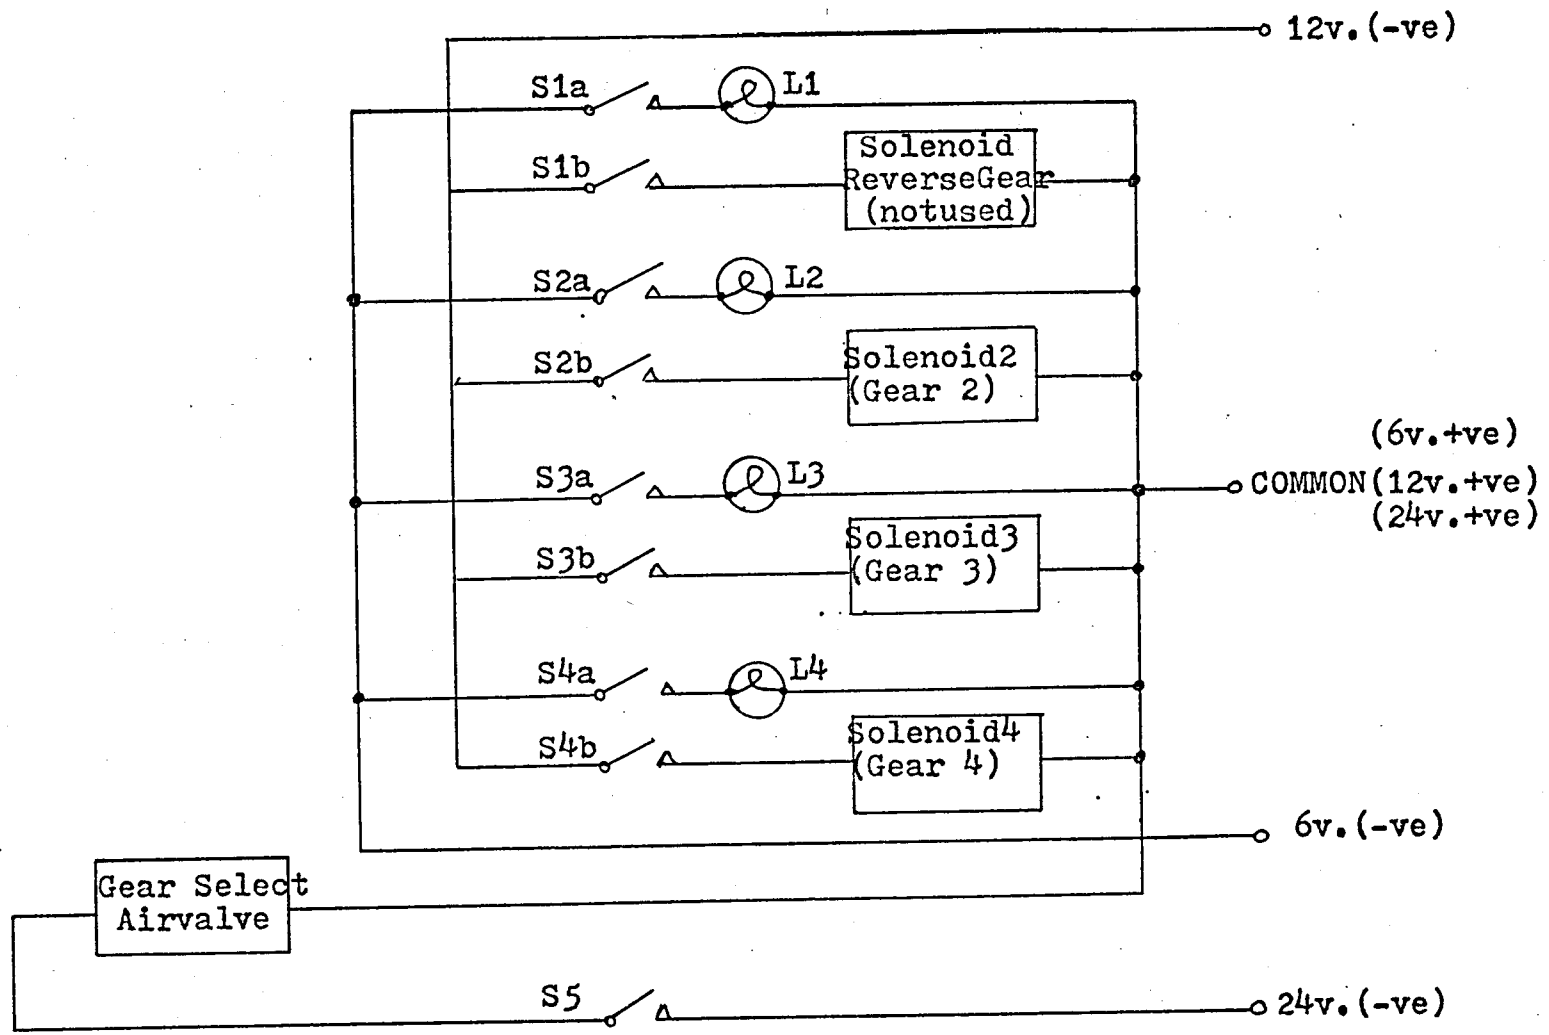 12v.(-ve)
S1a
L1
S1b
Solenoid
ReverseGear
(notused)
S2a
L2
S2b
Solenoid2
(Gear 2)
(6v.+ve)
S3a
L3
COMMON(12v.+ve)
(24v.+ve)
S3b
Solenoid3
(Gear 3)
S4a
L4
S4b
Solenoid4
(Gear 4)
6v.(-ve)
Gear Select
Airvalve
S5
24v.(-ve)